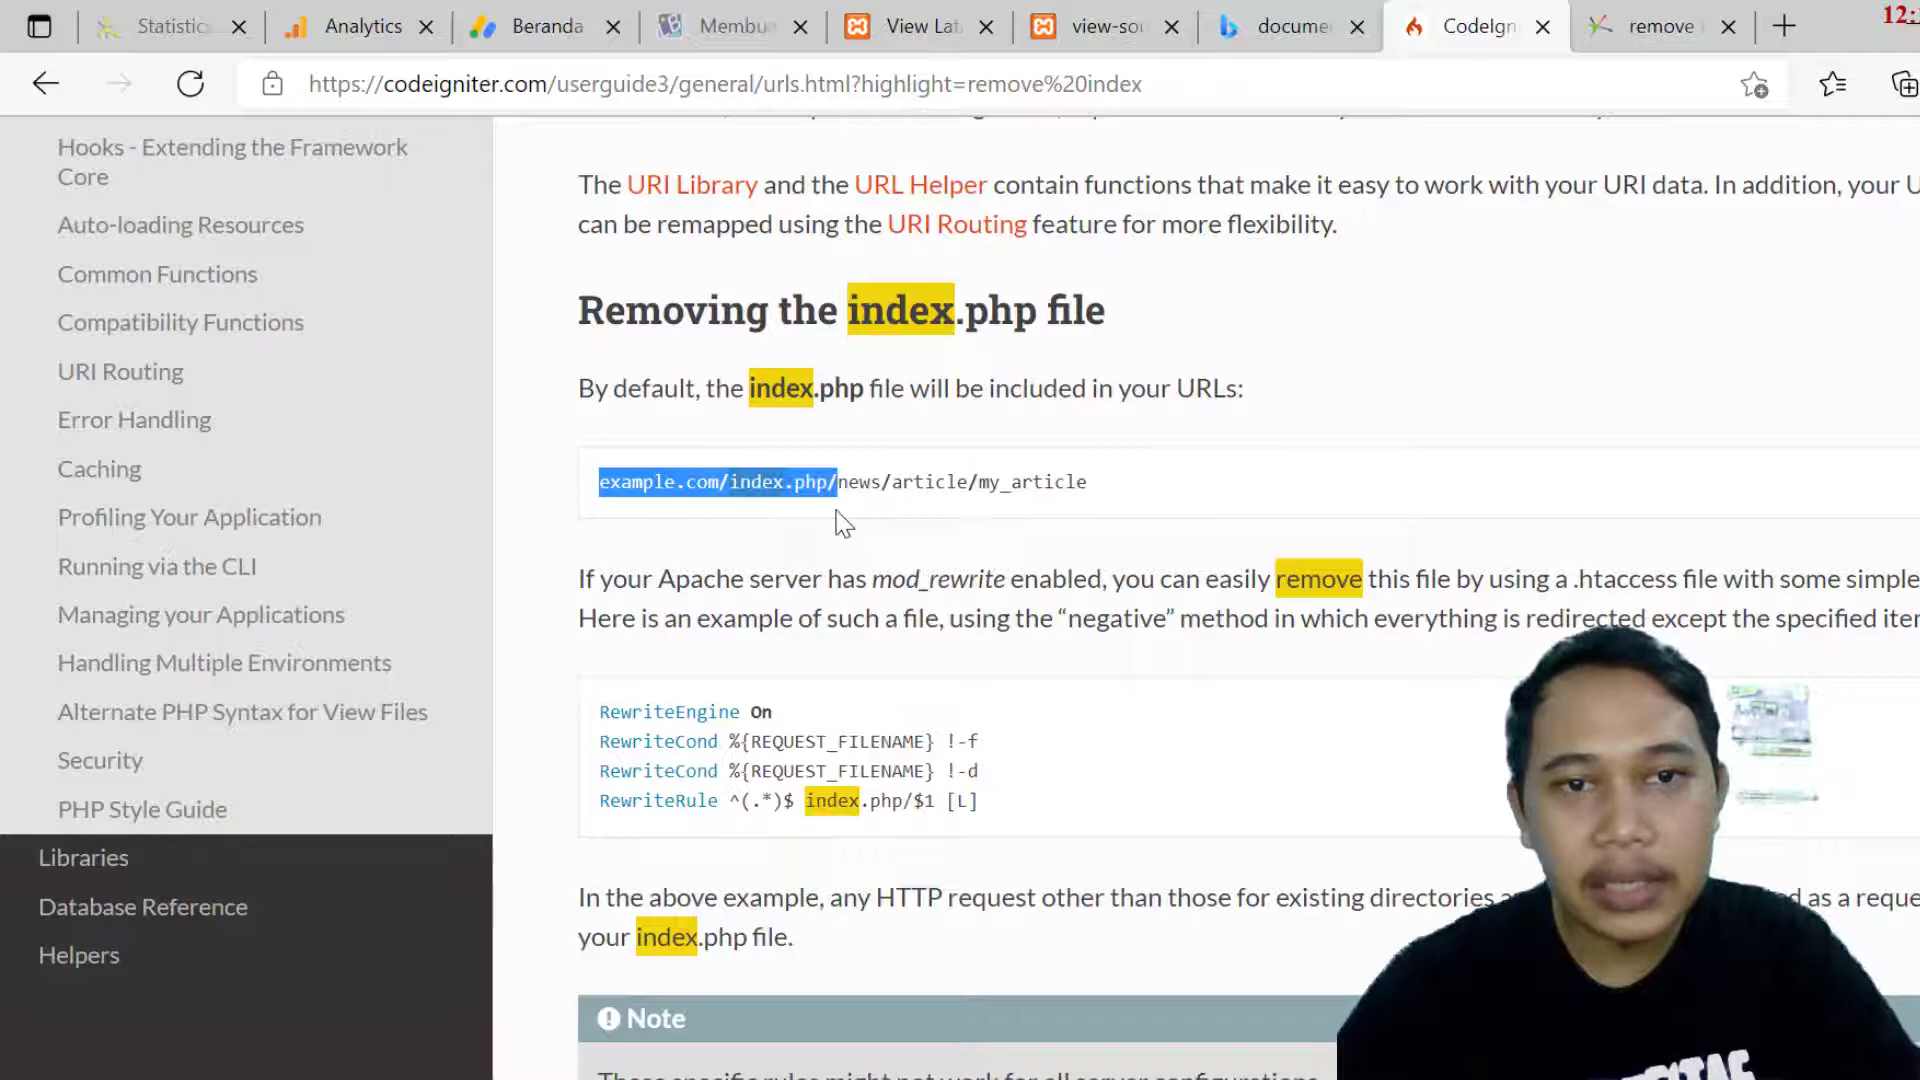 Statistic
Analytics
Beranda
Membu
View Lat
view-sou
docume
CodeIgn
remove
12:
https://codeigniter.com/userguide3/general/urls.html?highlight=remove%20index
Hooks - Extending the Framework
Core
Auto-loading Resources
Common Functions
Compatibility Functions
URI Routing
Error Handling
Caching
Profiling Your Application
Running via the CLI
Managing your Applications
Handling Multiple Environments
Alternate PHP Syntax for View Files
Security
PHP Style Guide
Libraries
Database Reference
Helpers
The URI Library and the URL Helper contain functions that make it easy to work with your URI data. In addition, your U
can be remapped using the URI Routing feature for more flexibility.
Removing the index.php file
By default, the index.php file will be included in your URLs:
example.com/index.php/news/article/my_article
If your Apache server has mod_rewrite enabled, you can easily remove this file by using a .htaccess file with some simple
Here is an example of such a file, using the “negative” method in which everything is redirected except the specified iter
RewriteEngine On
RewriteCond %{REQUEST_FILENAME} !-f
RewriteCond %{REQUEST_FILENAME} !-d
RewriteRule ^(.*)$ index.php/$1 [L]
In the above example, any HTTP request other than those for existing directories as a reque
your index.php file.
Note
These specific rules might not work for all server configurations